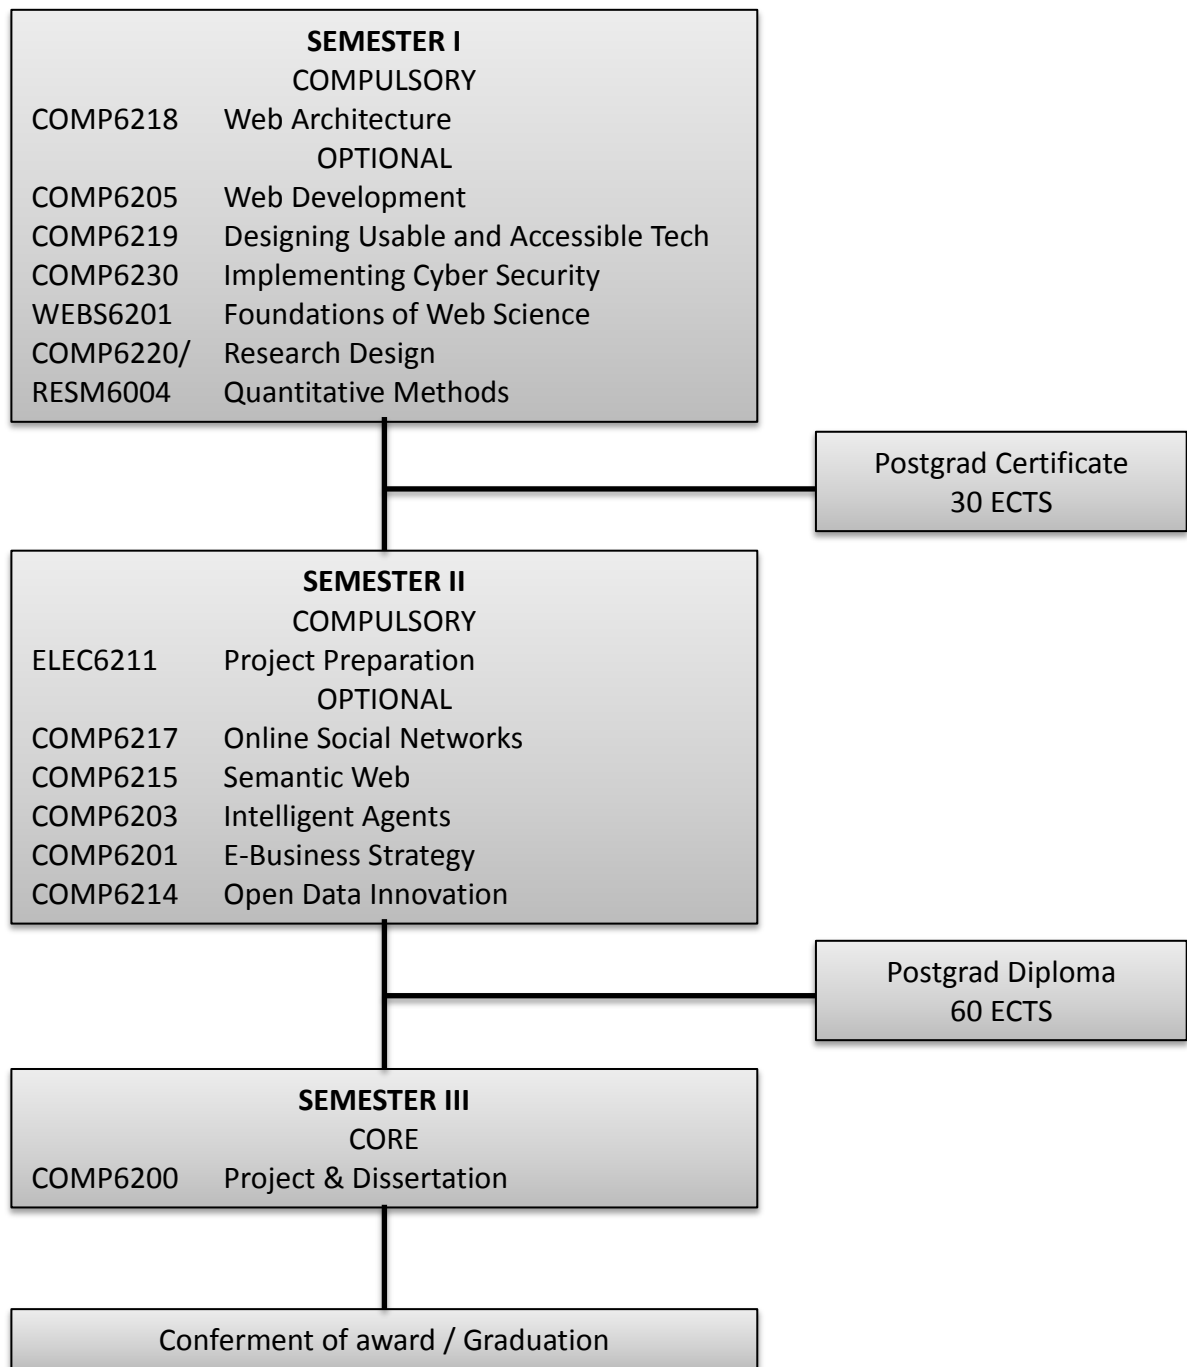 SEMESTER I
COMPULSORY
COMP6218 Web Architecture
OPTIONAL
COMP6205 Web Development
COMP6219 Designing Usable and Accessible Tech
COMP6230 Implementing Cyber Security
WEBS6201 Foundations of Web Science
COMP6220/ Research Design
RESM6004 Quantitative Methods
Postgrad Certificate
30 ECTS
SEMESTER II
COMPULSORY
ELEC6211 Project Preparation
OPTIONAL
COMP6217 Online Social Networks
COMP6215 Semantic Web
COMP6203 Intelligent Agents
COMP6201 E-Business Strategy
COMP6214 Open Data Innovation
Postgrad Diploma
60 ECTS
SEMESTER III
CORE
COMP6200 Project & Dissertation
Conferment of award / Graduation